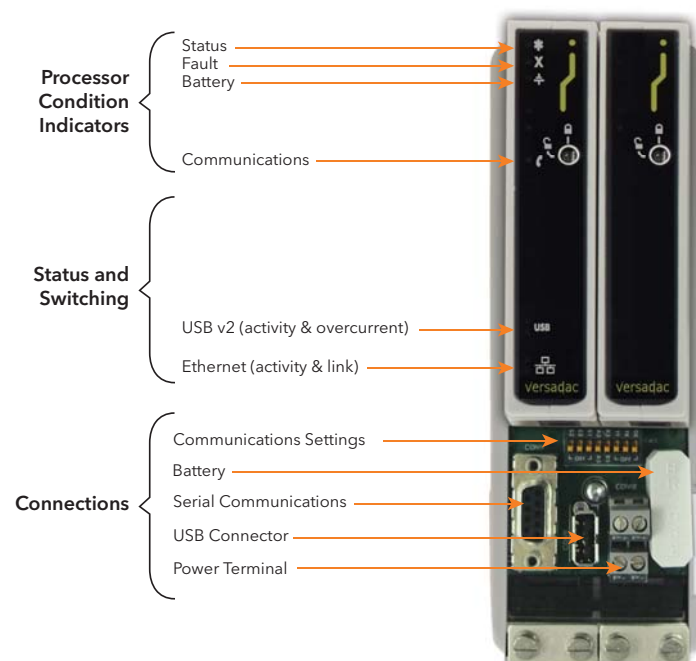 Processor
Condition
Indicators
Status
Fault
Battery
Communications
Status and
Switching
USB v2 (activity & overcurrent)
Ethernet (activity & link)
USB
versadac
versadac
Connections
Communications Settings
Battery
Serial Communications
USB Connector
Power Terminal